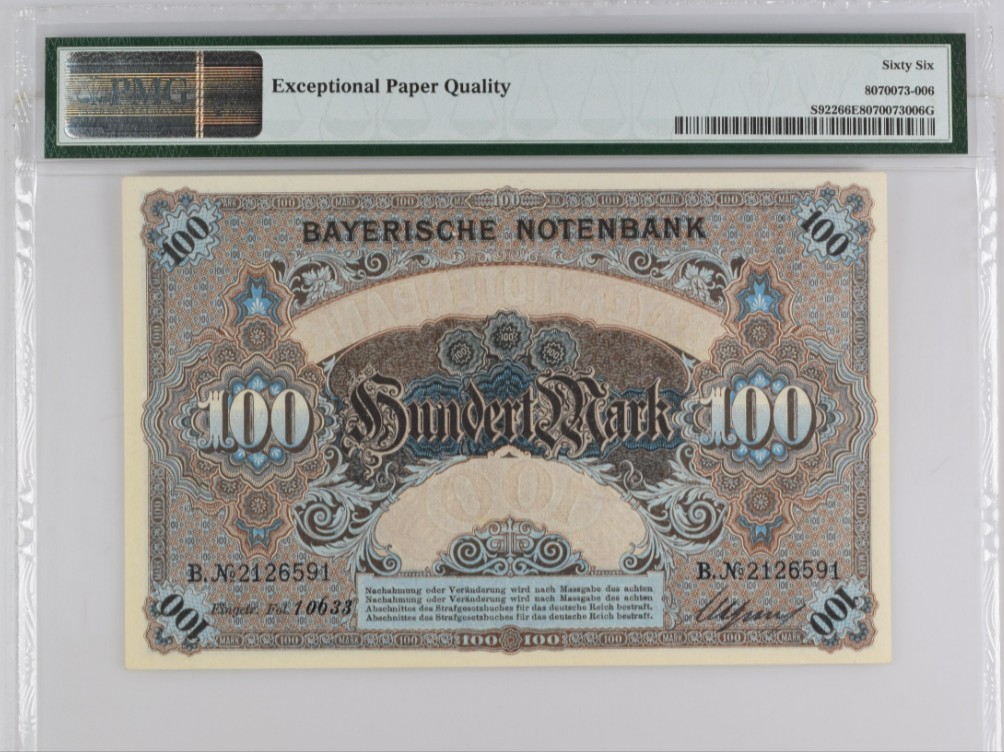 PMG
Exceptional Paper Quality
Sixty Six
8070073-006
S92266E8070073006G
100
100
BAYERISCHE NOTENBANK
100
Hundert Mark
100
B. No 2126591
B. No 2126591
Eingetr. Fol. 10633
Nachahmung oder Veränderung wird nach Massgabe des achten
Nachahmung oder Veränderung wird nach Massgabe des achten
Abschnittes des Strafgesetzbuches für das deutsche Reich bestraft.
Abschnittes des Strafgesetzbuches für das deutsche Reich bestraft.
100
100
100 100